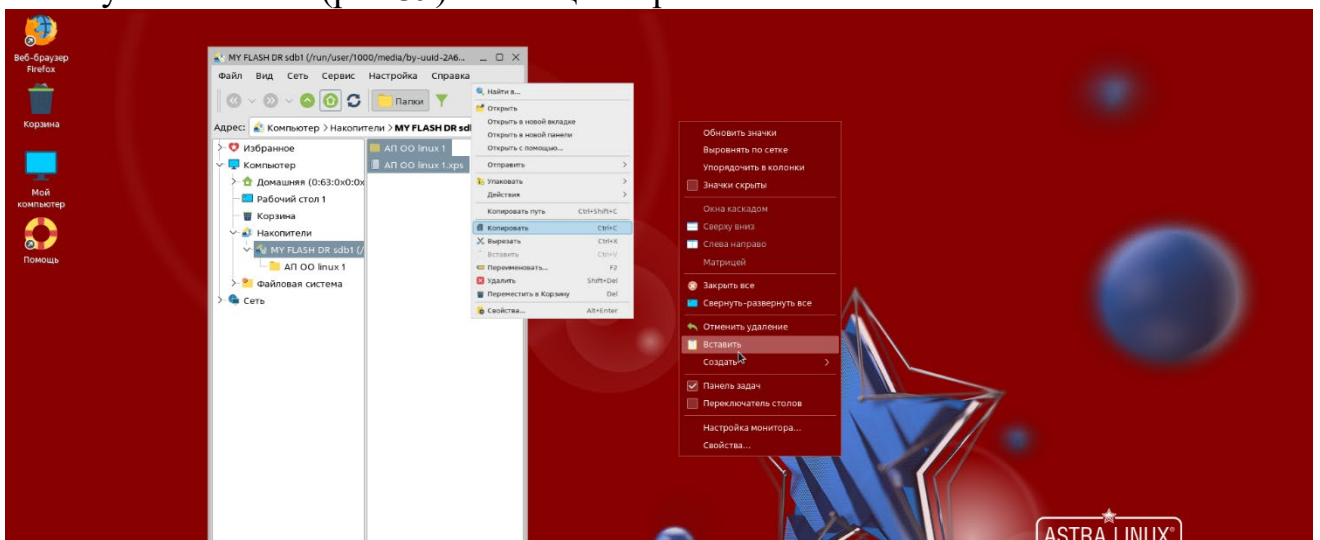 Веб-браузер
Firefox
Корзина
Мой
компьютер
Помощь
MY FLASH DR sdb1 (/run/user/1000/media/by-uuid-2A6...
Файл Вид Сеть Сервис Настройка Справка
Папки
Адрес: Компьютер > Накопители > MY FLASH DR sd
Избранное
Компьютер
Домашняя (0:63:0x0:0x
Рабочий стол 1
Корзина
Накопители
MY FLASH DR sdb1 (/
АП ОО linux 1
Файловая система
Сеть
АП ОО linux 1
АП ОО linux 1.xps
Найти в...
Открыть
Открыть в новой вкладке
Открыть в новой панели
Открыть с помощью...
Отправить
Упаковать
Действия
Копировать путь Ctrl+Shift+C
Копировать Ctrl+C
Вырезать Ctrl+X
Вставить Ctrl+V
Переименовать... F2
Удалить Shift+Del
Переместить в Корзину Del
Свойства... Alt+Enter
Обновить значки
Выровнять по сетке
Упорядочить в колонки
Значки скрыты
Окна каскадом
Сверху вниз
Слева направо
Матрицей
Закрыть все
Свернуть-развернуть все
Отменить удаление
Вставить
Создать
Панель задач
Переключатель столов
Настройка монитора...
Свойства...
ASTRA LINUX®